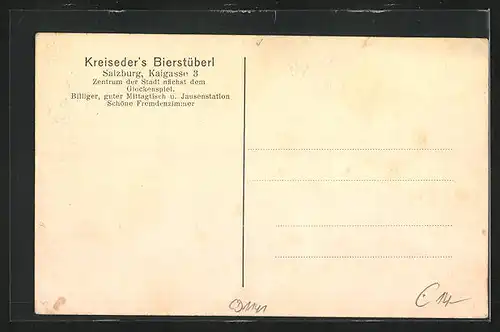 Kreiseder's Bierstüberl
Salzburg, Kaigasse 3
Zentrum der Stadt nächst dem
Glockenspiel.
Billiger, guter Mittagtisch u. Jausenstation
Schöne Fremdenzimmer